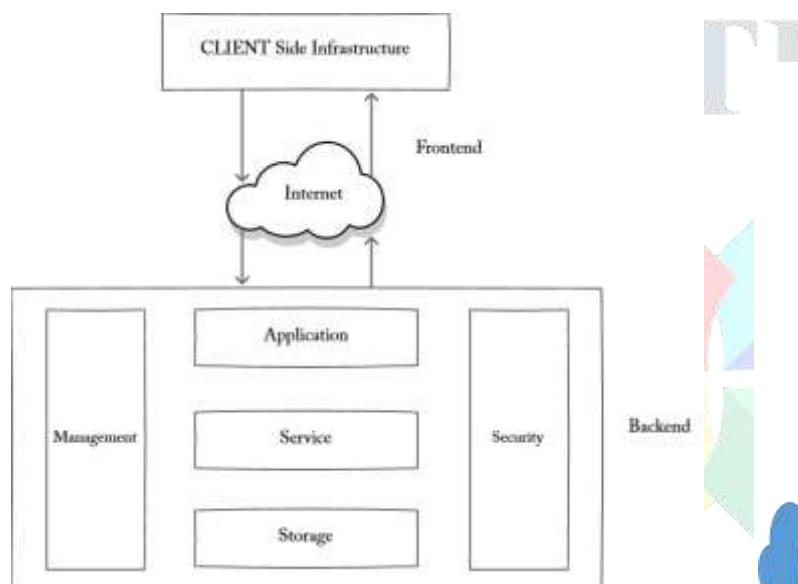 CLIENT Side Infrastructure
Frontend
Internet
Application
Management
Service
Security
Backend
Storage